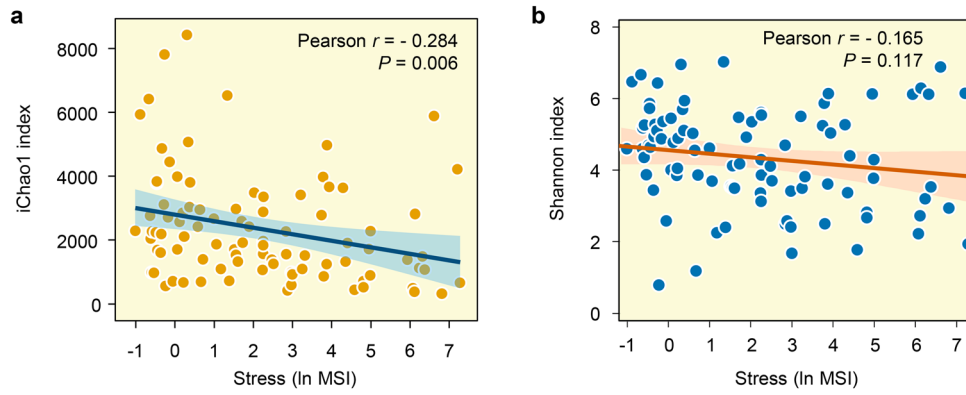 a
Pearson r = - 0.284
P = 0.006
iChao1 index
8000
6000
4000
2000
0
-1 0 1 2 3 4 5 6 7
Stress (ln MSI)
b
Pearson r = - 0.165
P = 0.117
Shannon index
8
6
4
2
0
-1 0 1 2 3 4 5 6 7
Stress (ln MSI)